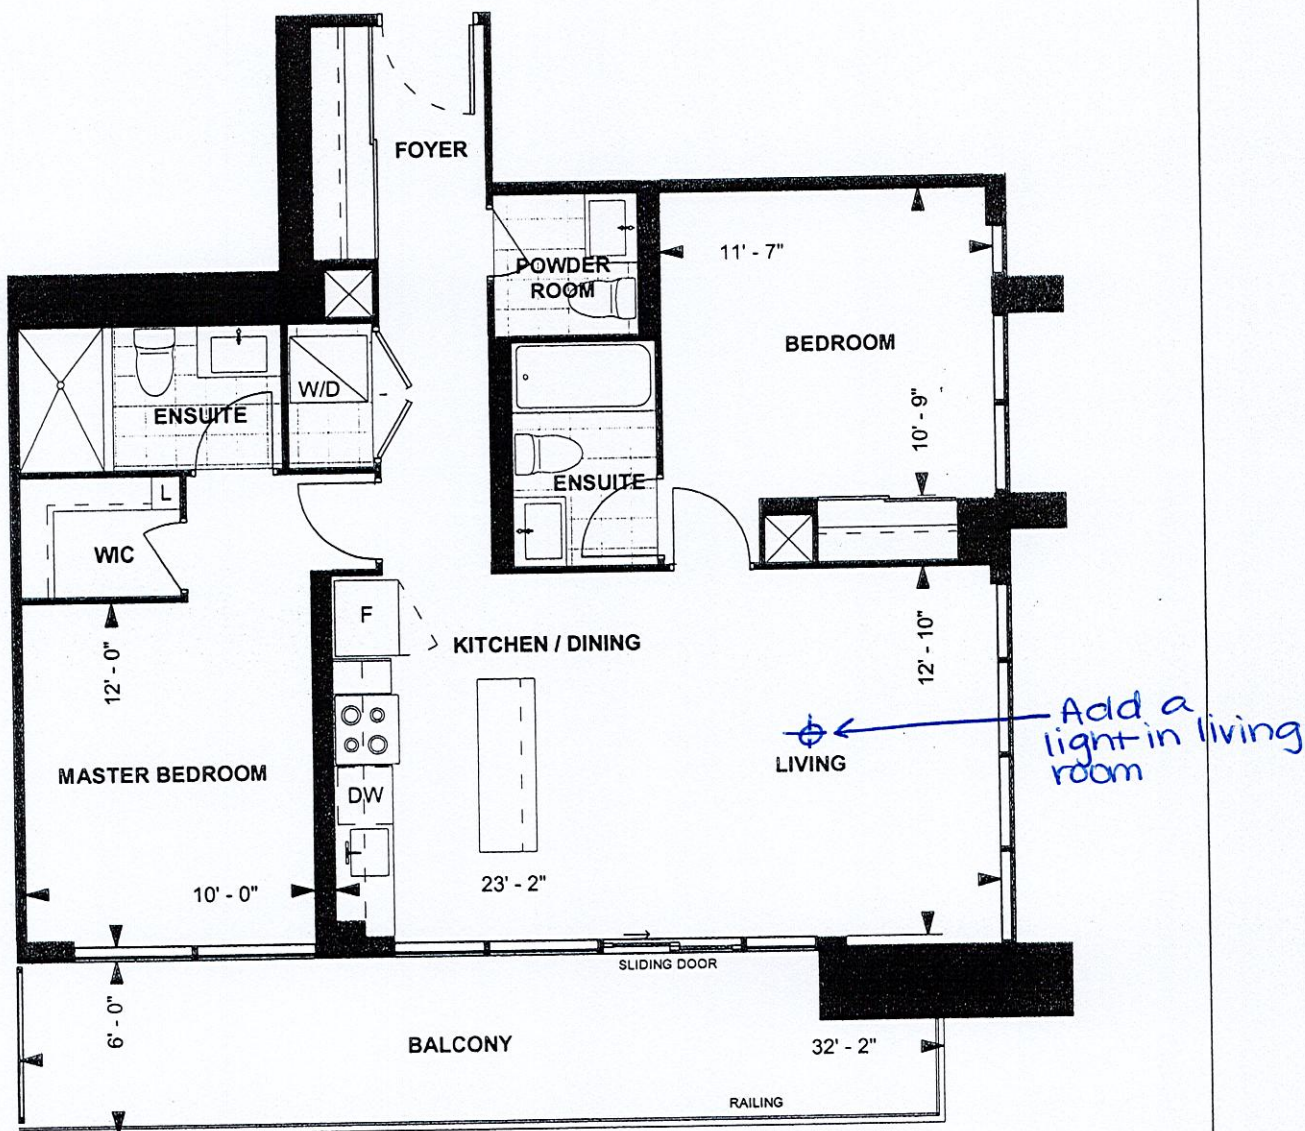 FOYER
POWDER
ROOM
11' - 7"
BEDROOM
10' - 9"
W/D
ENSUITE
ENSUITE
L
WIC
F
KITCHEN / DINING
12' - 0"
12' - 10"
Add a
light in living
room
MASTER BEDROOM
LIVING
DW
10' - 0"
23' - 2"
SLIDING DOOR
6' - 0"
BALCONY
32' - 2"
RAILING